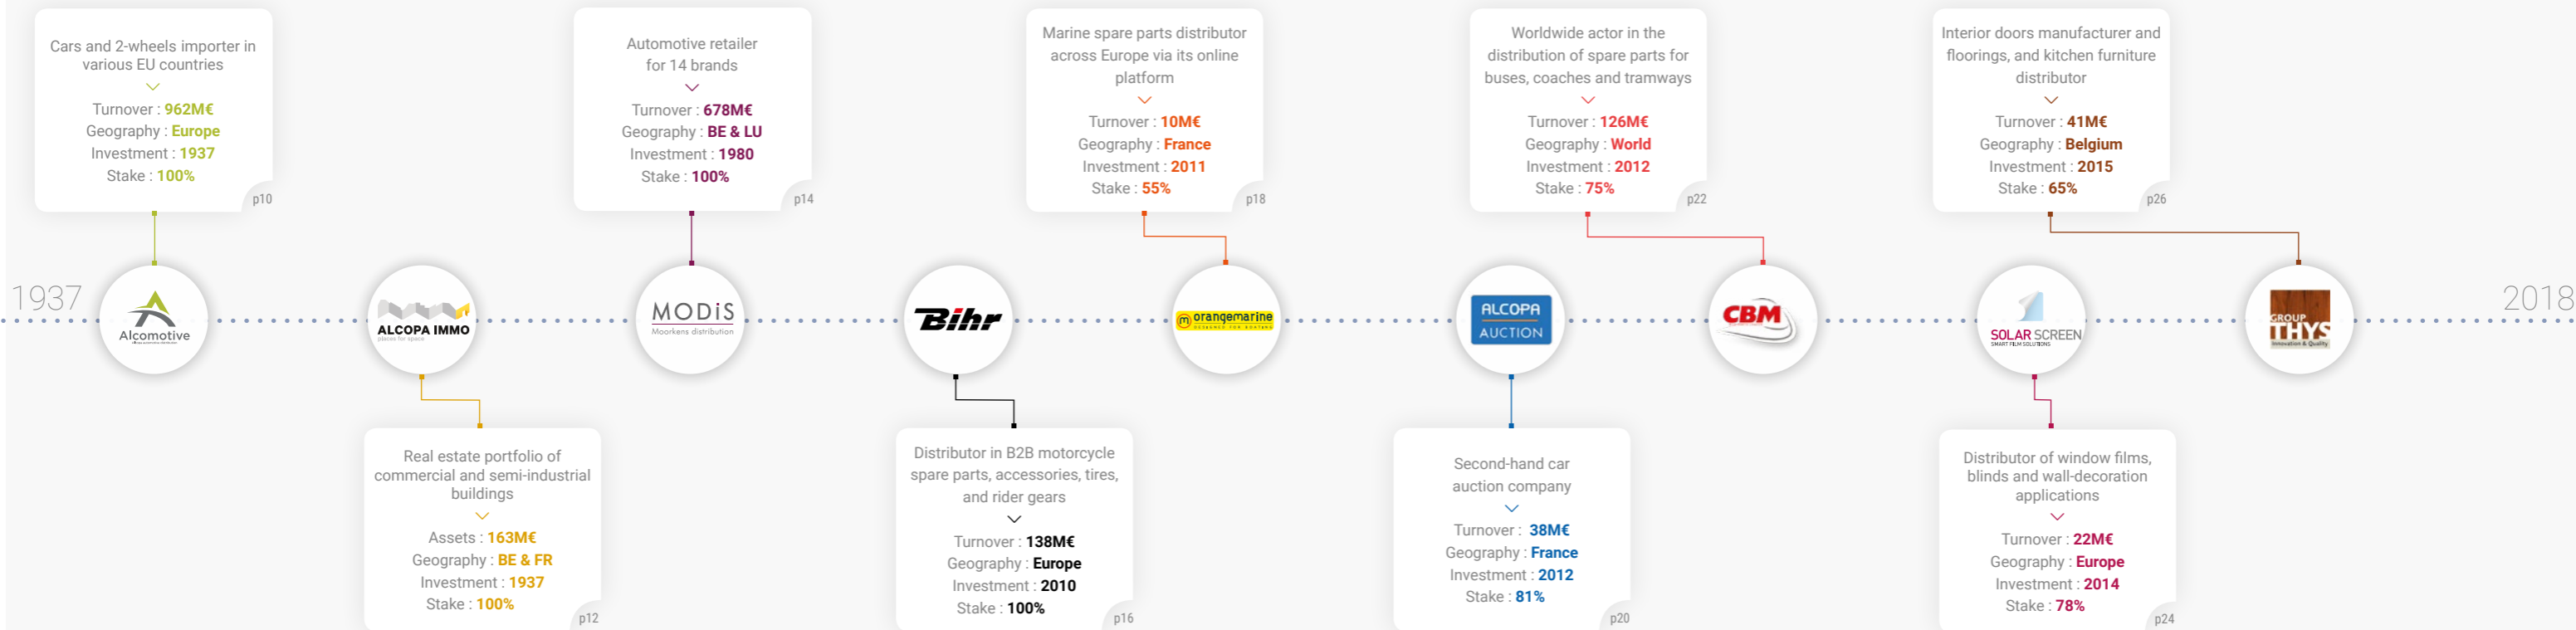 Cars and 2-wheels importer in
various EU countries
Turnover : 962M€
Geography : Europe
Investment : 1937
Stake : 100%
p10
Automotive retailer
for 14 brands
Turnover : 678M€
Geography : BE & LU
Investment : 1980
Stake : 100%
p14
Marine spare parts distributor
across Europe via its online
platform
Turnover : 10M€
Geography : France
Investment : 2011
Stake : 55%
p18
Worldwide actor in the
distribution of spare parts for
buses, coaches and tramways
Turnover : 126M€
Geography : World
Investment : 2012
Stake : 75%
p22
Interior doors manufacturer and
floorings, and kitchen furniture
distributor
Turnover : 41M€
Geography : Belgium
Investment : 2015
Stake : 65%
p26
1937
Alcomotive
ALCOPA IMMO
places for space
MODiS
Moorkens distribution
Bihr
orangemarine
DESIGNED FOR BOATING
ALCOPA
AUCTION
CBM
SOLAR SCREEN
SMART FILM SOLUTIONS
GROUP
THYS
Innovation & Quality
2018
Real estate portfolio of
commercial and semi-industrial
buildings
Assets : 163M€
Geography : BE & FR
Investment : 1937
Stake : 100%
p12
Distributor in B2B motorcycle
spare parts, accessories, tires,
and rider gears
Turnover : 138M€
Geography : Europe
Investment : 2010
Stake : 100%
p16
Second-hand car
auction company
Turnover : 38M€
Geography : France
Investment : 2012
Stake : 81%
p20
Distributor of window films,
blinds and wall-decoration
applications
Turnover : 22M€
Geography : Europe
Investment : 2014
Stake : 78%
p24